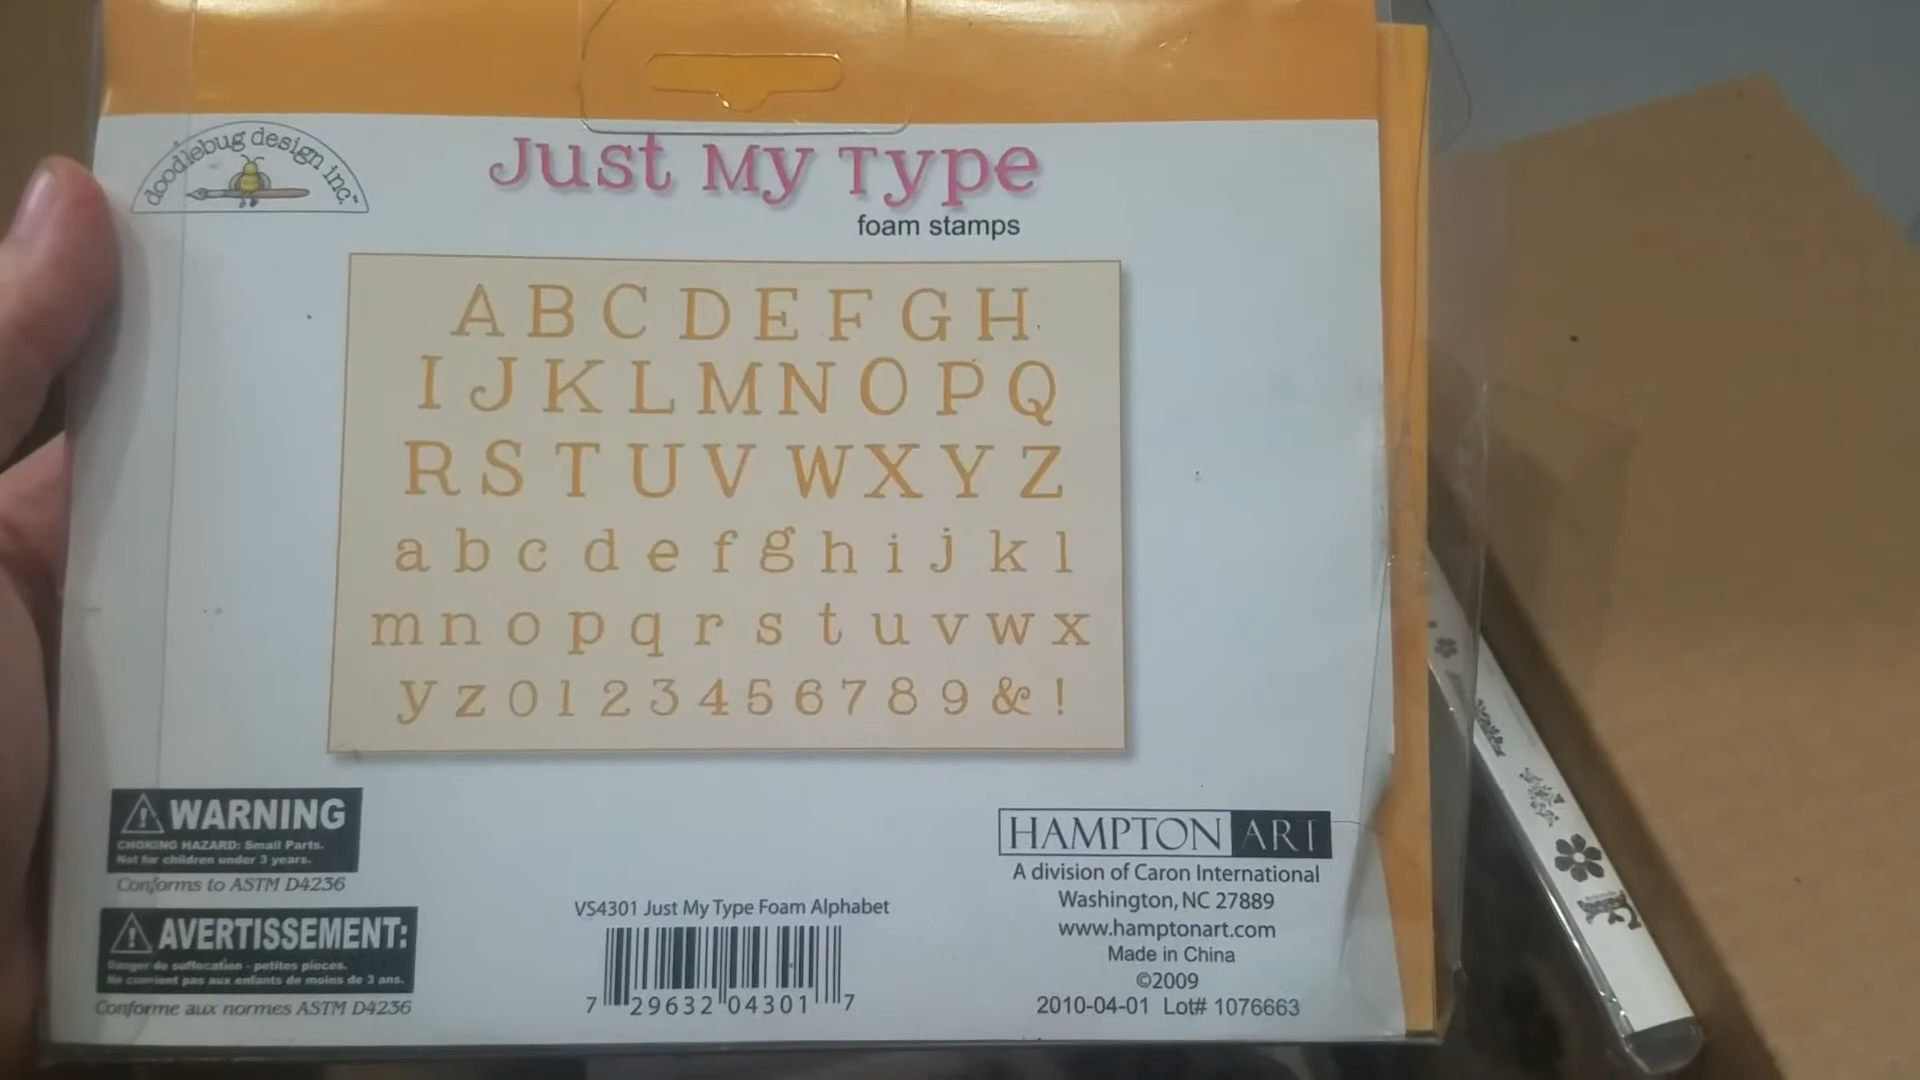 doodlebug design inc.™
Just My Type
foam stamps
A B C D E F G H
I J K L M N O P Q
R S T U V W X Y Z
a b c d e f g h i j k l
m n o p q r s t u v w x
y z 0 1 2 3 4 5 6 7 8 9 & !
WARNING
CHOKING HAZARD: Small Parts.
Not for children under 3 years.
Conforms to ASTM D4236
AVERTISSEMENT:
Danger de suffocation - petites pieces.
Ne convient pas aux enfants de moins de 3 ans.
Conforme aux normes ASTM D4236
VS4301 Just My Type Foam Alphabet
7 29632 04301 7
HAMPTON ART
A division of Caron International
Washington, NC 27889
www.hamptonart.com
Made in China
©2009
2010-04-01 Lot# 1076663